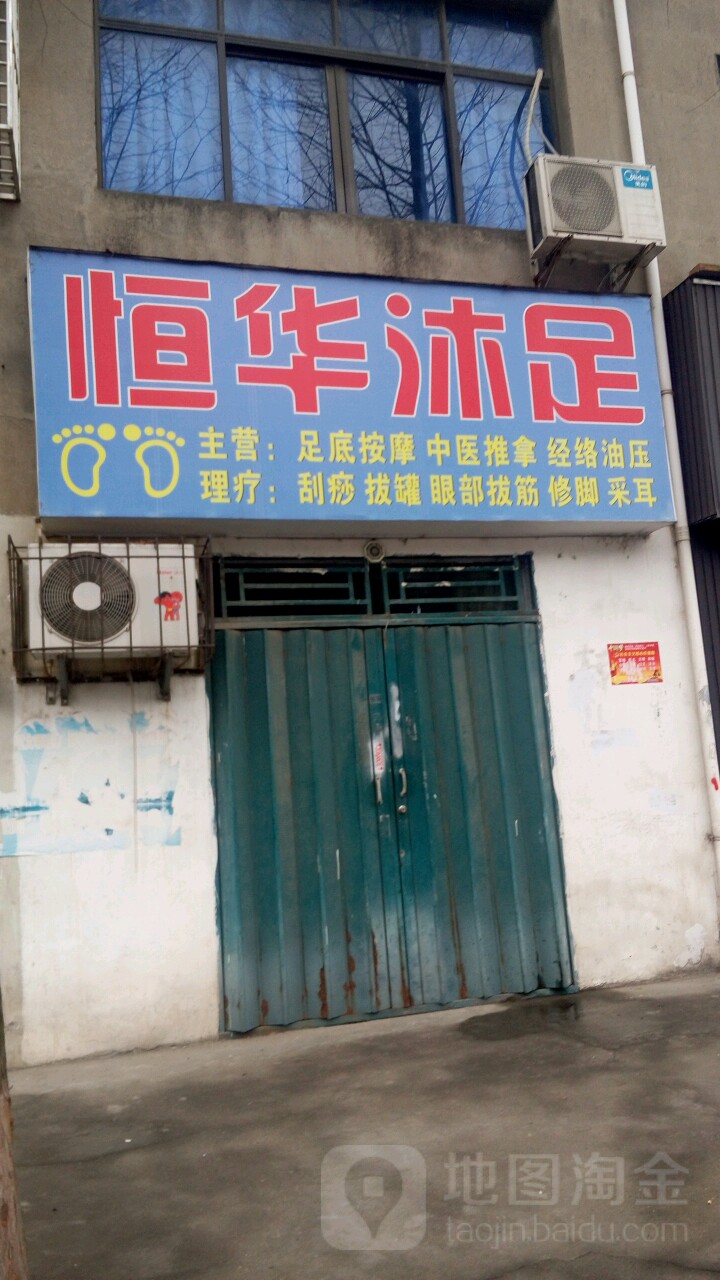 Midea
美的
恒华沐足
主营：足底按摩 中医推拿 经络油压
理疗：刮痧 拔罐 眼部拔筋 修脚 采耳
地图淘金
taojin.baidu.com